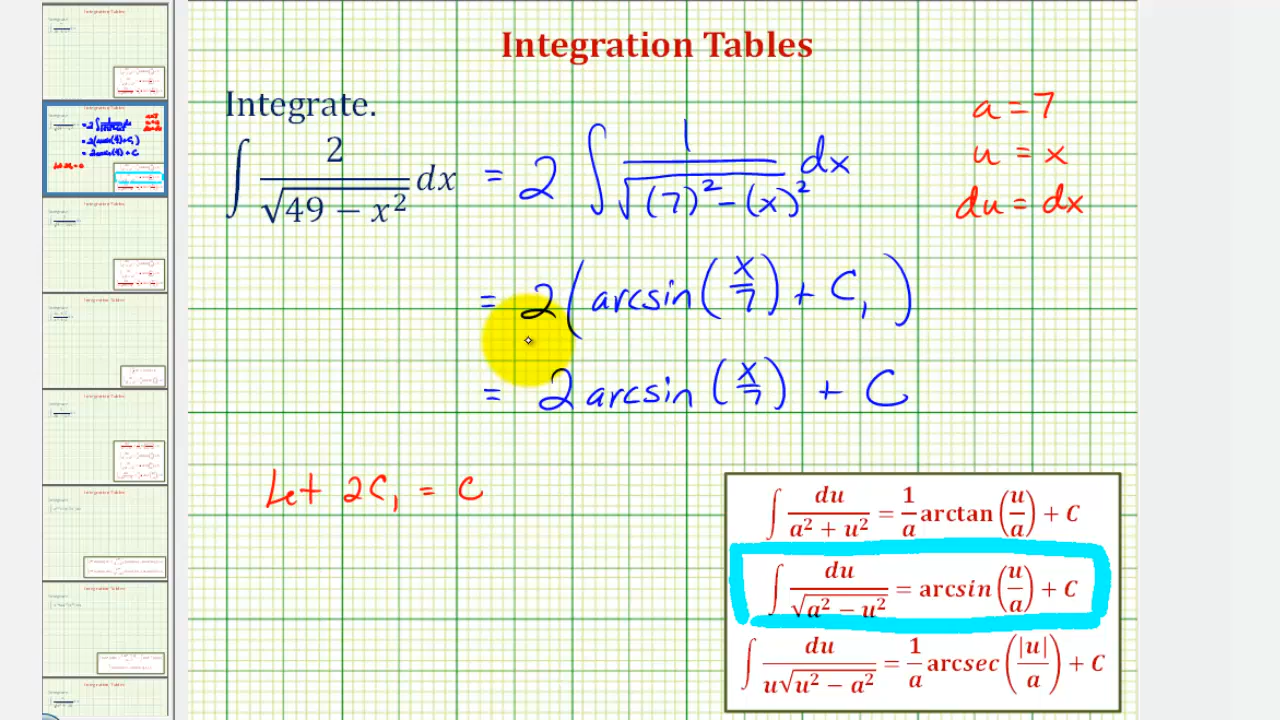 Integration Tables
Integrate.
∫ 2/√(49 − x²) dx = 2 ∫ 1/√((7)² − (x)²) dx
a = 7
u = x
du = dx
= 2(arcsin(x/7) + C₁)
= 2 arcsin(x/7) + C
Let 2C₁ = C
∫ du/(a² + u²) = 1/a arctan(u/a) + C
∫ du/√(a² − u²) = arcsin(u/a) + C
∫ du/(u√(u² − a²)) = 1/a arcsec(|u|/a) + C